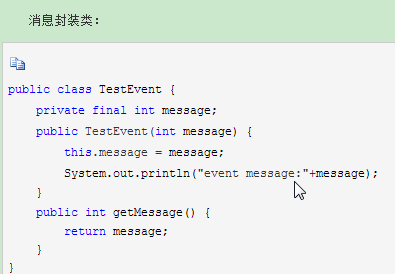 消息封装类：
public class TestEvent {
    private final int message;
    public TestEvent(int message) {
        this.message = message;
        System.out.println("event message:"+message);
    }
    public int getMessage() {
        return message;
    }
}